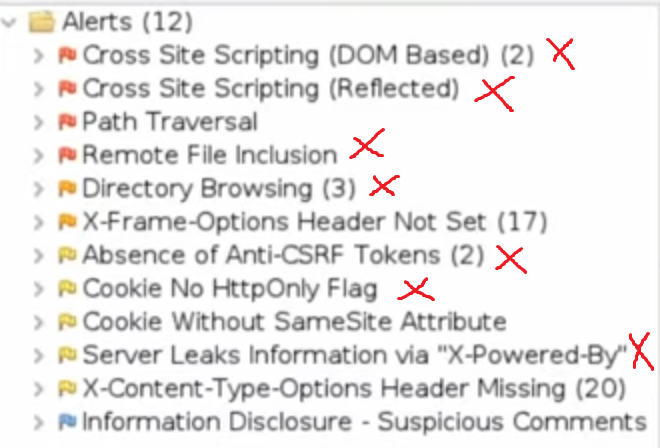 Alerts (12)
Cross Site Scripting (DOM Based) (2)
Cross Site Scripting (Reflected)
Path Traversal
Remote File Inclusion
Directory Browsing (3)
X-Frame-Options Header Not Set (17)
Absence of Anti-CSRF Tokens (2)
Cookie No HttpOnly Flag
Cookie Without SameSite Attribute
Server Leaks Information via "X-Powered-By"
X-Content-Type-Options Header Missing (20)
Information Disclosure - Suspicious Comments